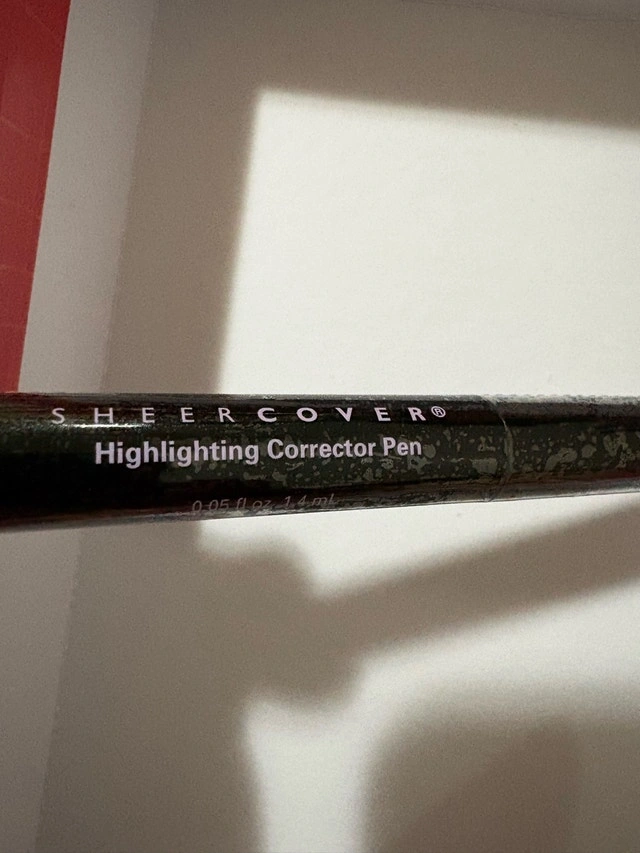 SHEERCOVER®
Highlighting Corrector Pen
0.05 fl oz 1.4 mL